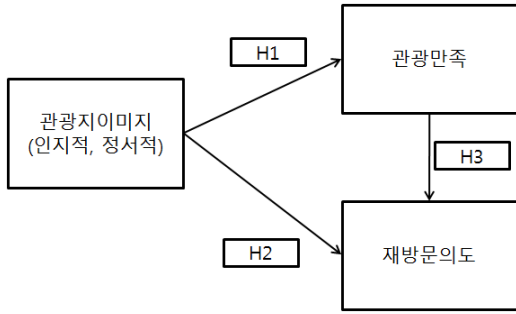 H1
관광만족
관광지이미지
(인지적, 정서적)
H3
H2
재방문의도